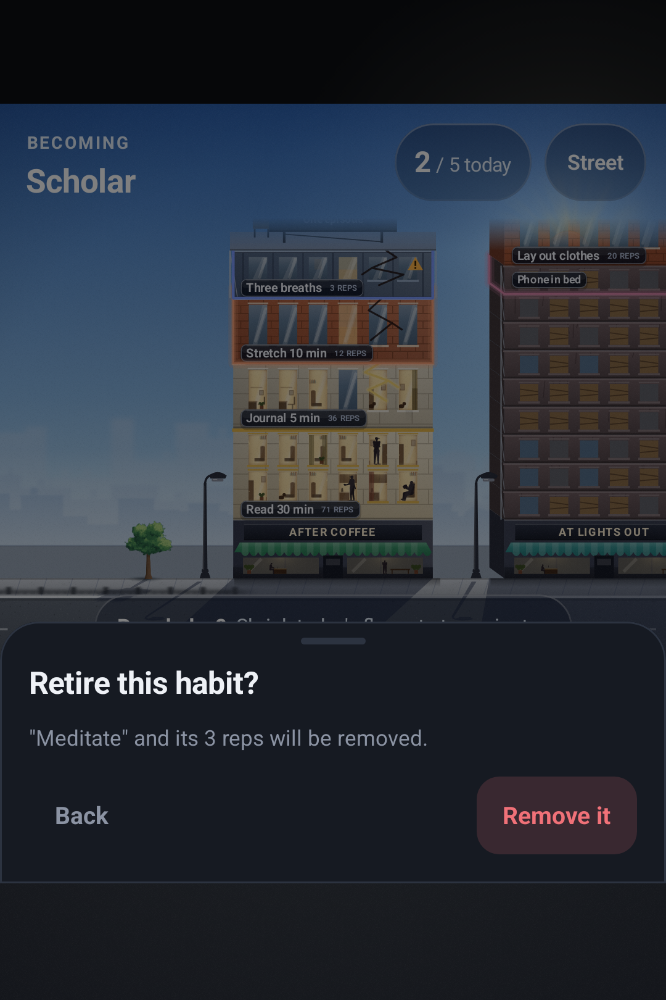 BECOMING
Scholar
2 / 5 today
Street
Three breaths 3 REPS
Stretch 10 min 12 REPS
Journal 5 min 36 REPS
Read 30 min 71 REPS
AFTER COFFEE
Lay out clothes 20 REPS
Phone in bed
AT LIGHTS OUT
Retire this habit?
"Meditate" and its 3 reps will be removed.
Back
Remove it